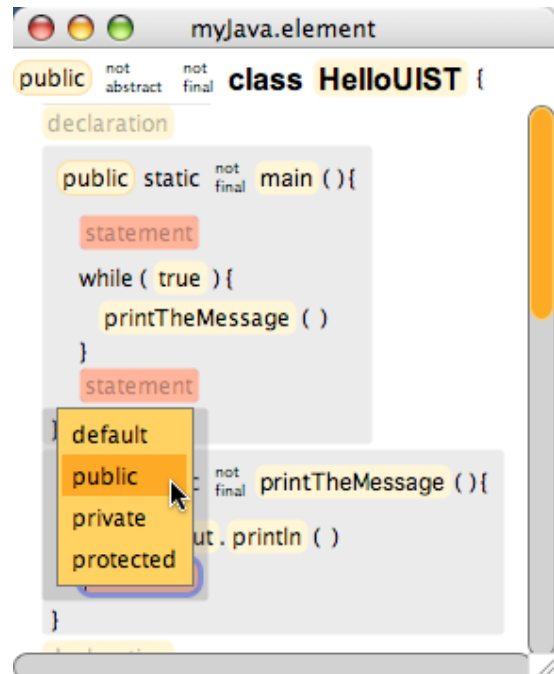 myJava.element
public not abstract not final class HelloUIST {
declaration
public static not final main ( ){
statement
while ( true ) {
printTheMessage ( )
}
statement
}
default
public
private
protected
not final printTheMessage ( ){
ut . println ( )
}